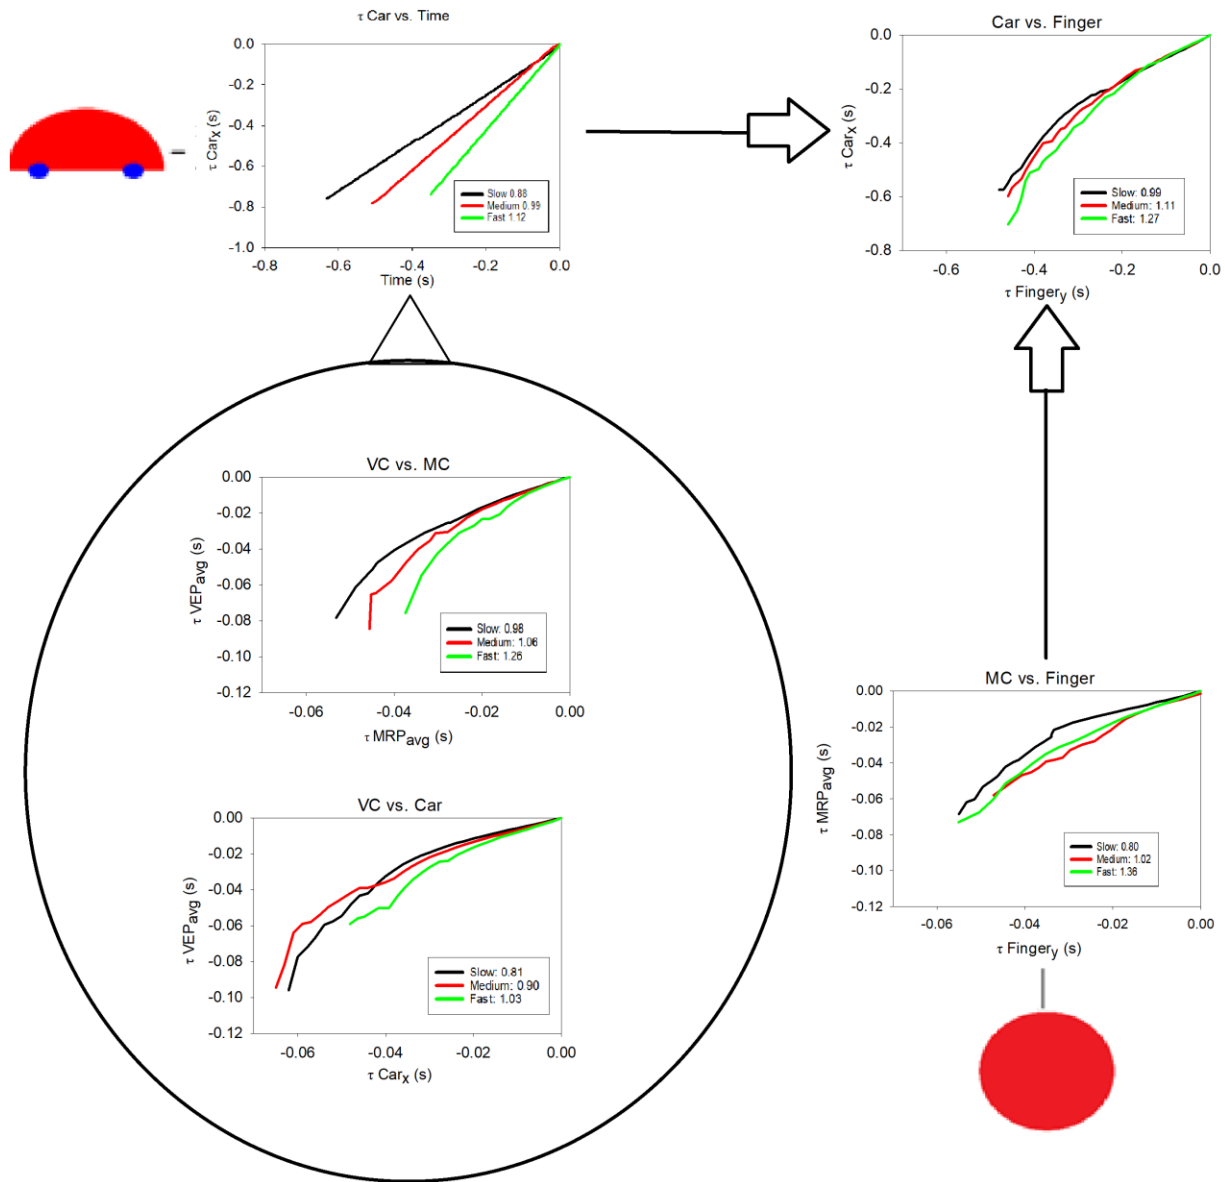 τ Car vs. Time
0.0
-0.2
-0.4
-0.6
-0.8
-1.0
τ Carx (s)
Slow 0.88
Medium 0.99
Fast 1.12
-0.8
-0.6
-0.4
-0.2
0.0
Time (s)
Car vs. Finger
0.0
-0.2
-0.4
-0.6
-0.8
τ Carx (s)
Slow: 0.99
Medium: 1.11
Fast: 1.27
-0.6
-0.4
-0.2
0.0
τ Fingery (s)
VC vs. MC
0.00
-0.02
-0.04
-0.06
-0.08
-0.10
-0.12
τ VEPavg (s)
Slow: 0.98
Medium: 1.06
Fast: 1.26
-0.06
-0.04
-0.02
0.00
τ MRPavg (s)
MC vs. Finger
0.00
-0.02
-0.04
-0.06
-0.08
-0.10
-0.12
τ MRPavg (s)
Slow: 0.80
Medium: 1.02
Fast: 1.36
-0.06
-0.04
-0.02
0.00
τ Fingery (s)
VC vs. Car
0.00
-0.02
-0.04
-0.06
-0.08
-0.10
-0.12
τ VEPavg (s)
Slow: 0.81
Medium: 0.90
Fast: 1.03
-0.06
-0.04
-0.02
0.00
τ Carx (s)